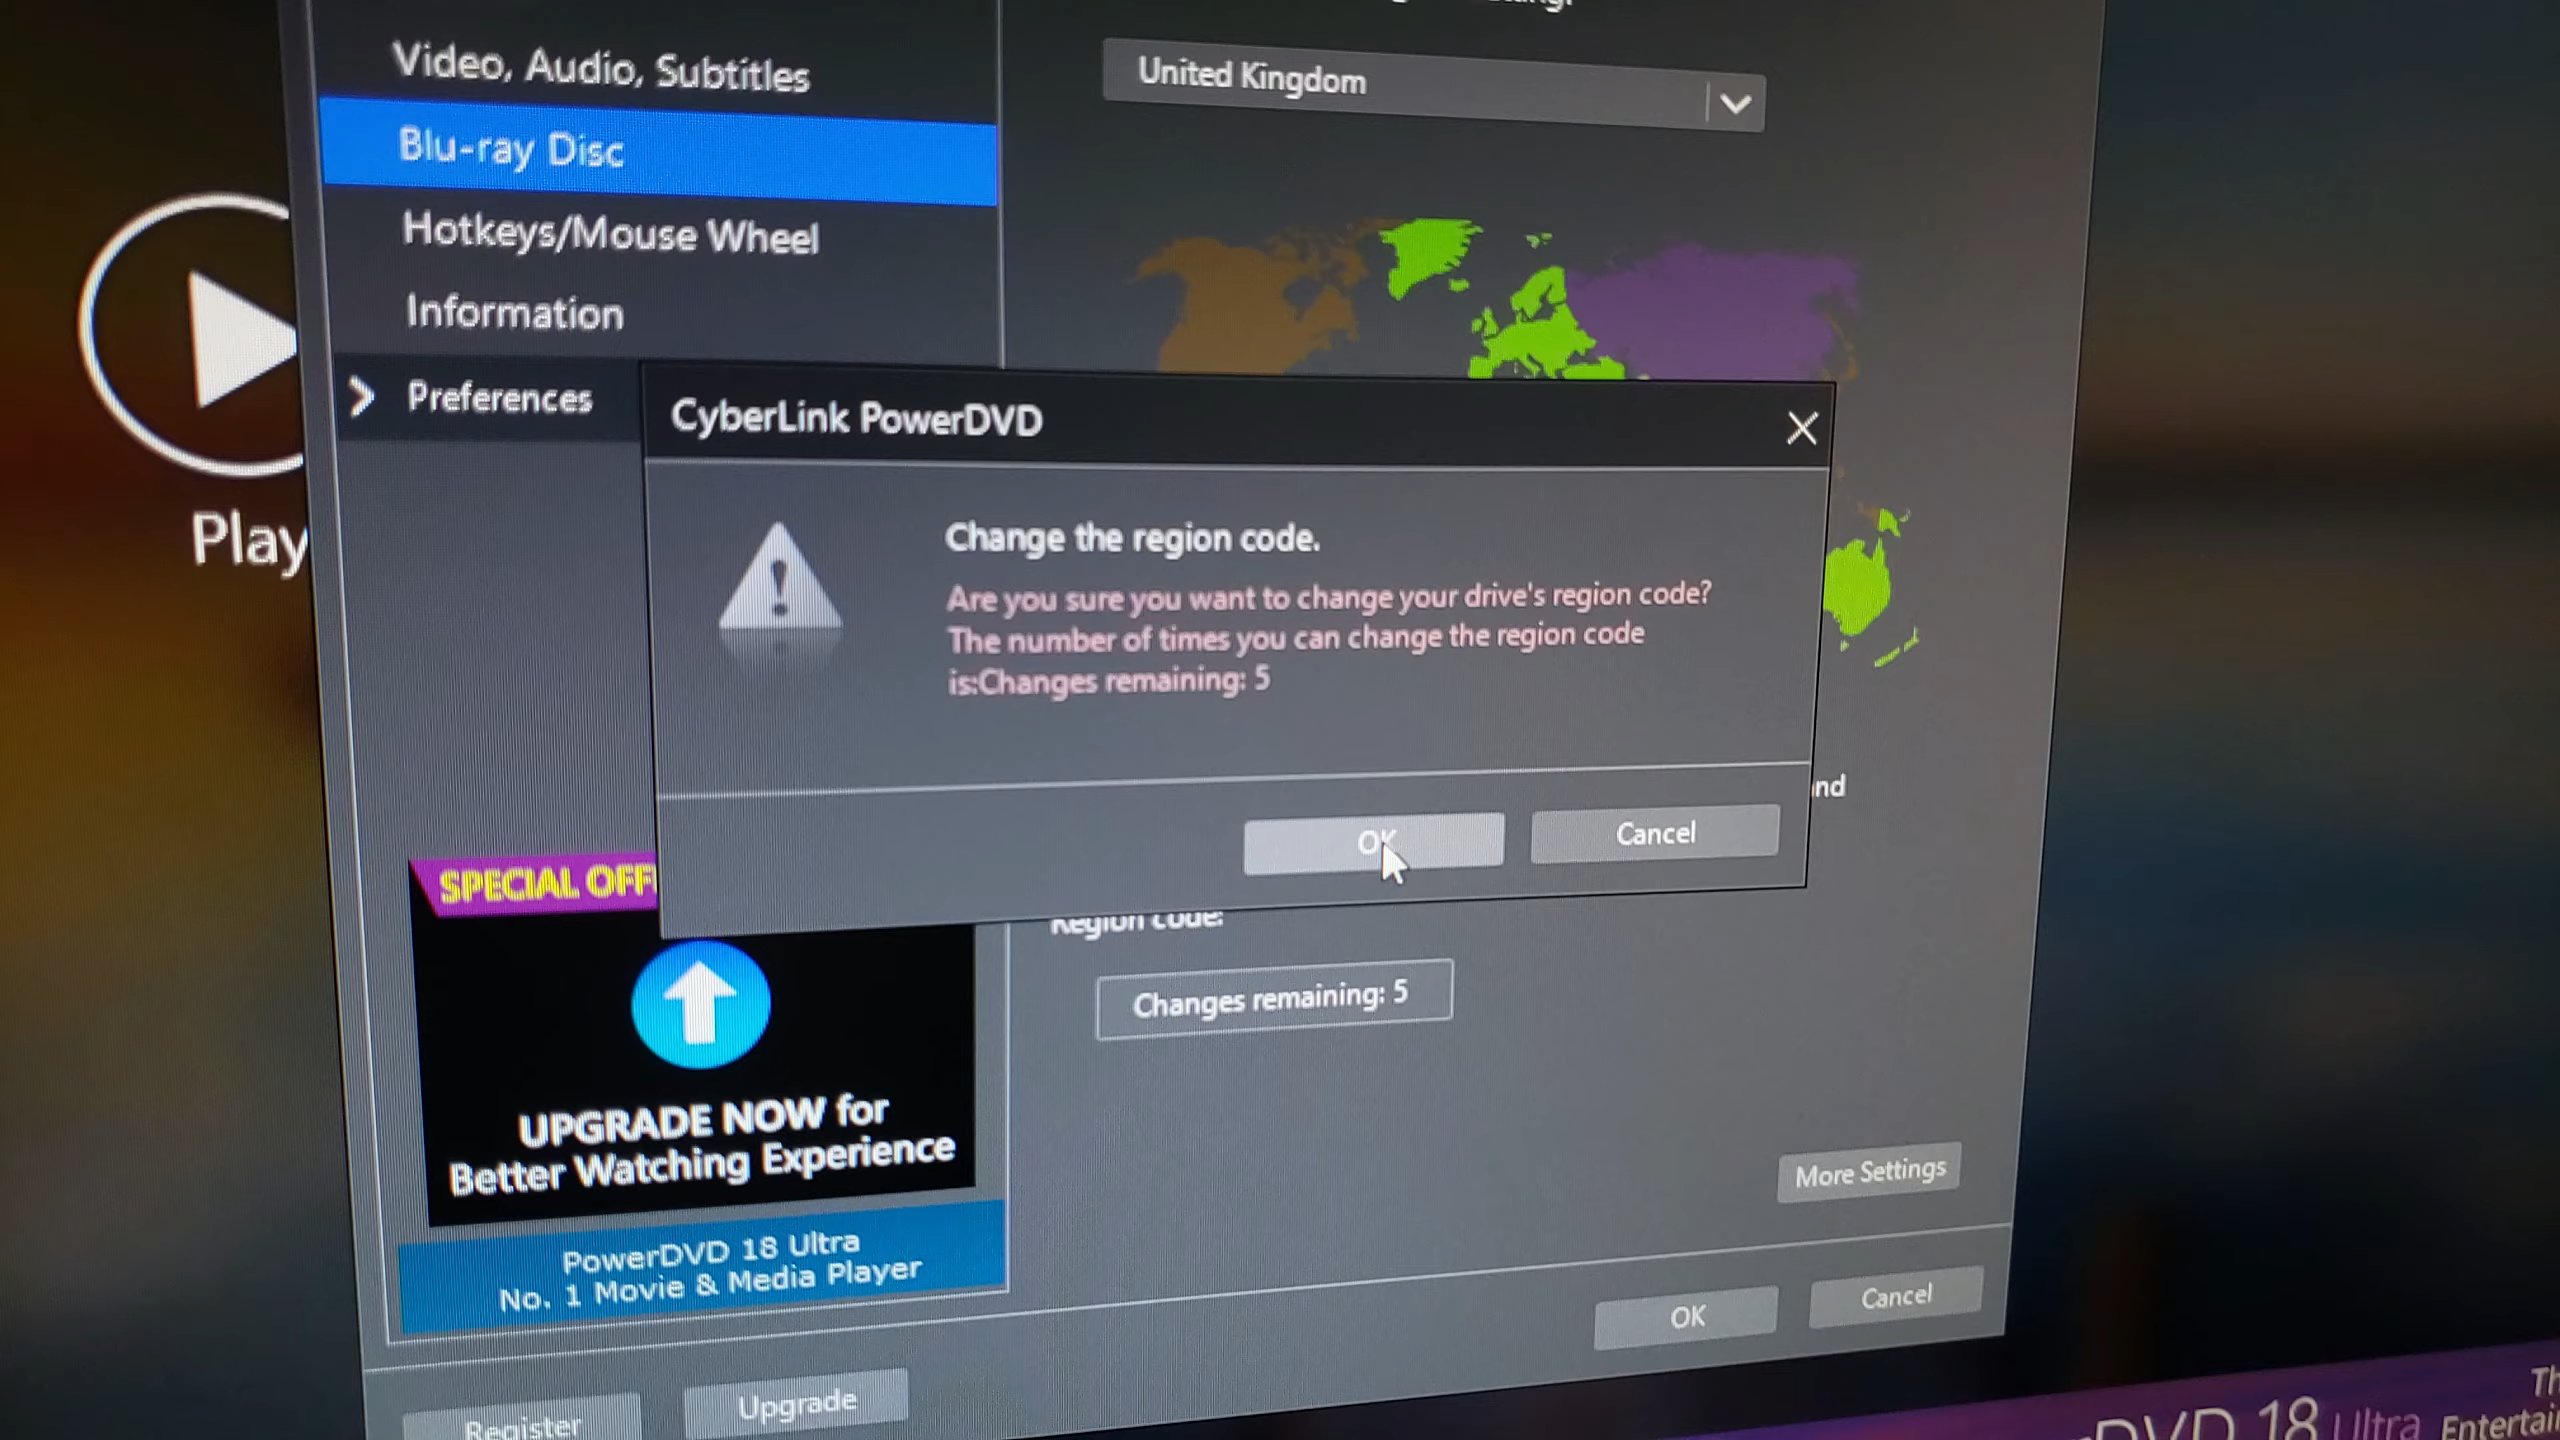 Video, Audio, Subtitles
United Kingdom
Blu-ray Disc
Hotkeys/Mouse Wheel
Information
Preferences
Play
CyberLink PowerDVD
Change the region code.
Are you sure you want to change your drive's region code?
The number of times you can change the region code
is:Changes remaining: 5
OK
Cancel
Region code:
Changes remaining: 5
SPECIAL OFF
UPGRADE NOW for
Better Watching Experience
PowerDVD 18 Ultra
No. 1 Movie & Media Player
More Settings
OK
Cancel
Register
Upgrade
DVD 18 Ultra